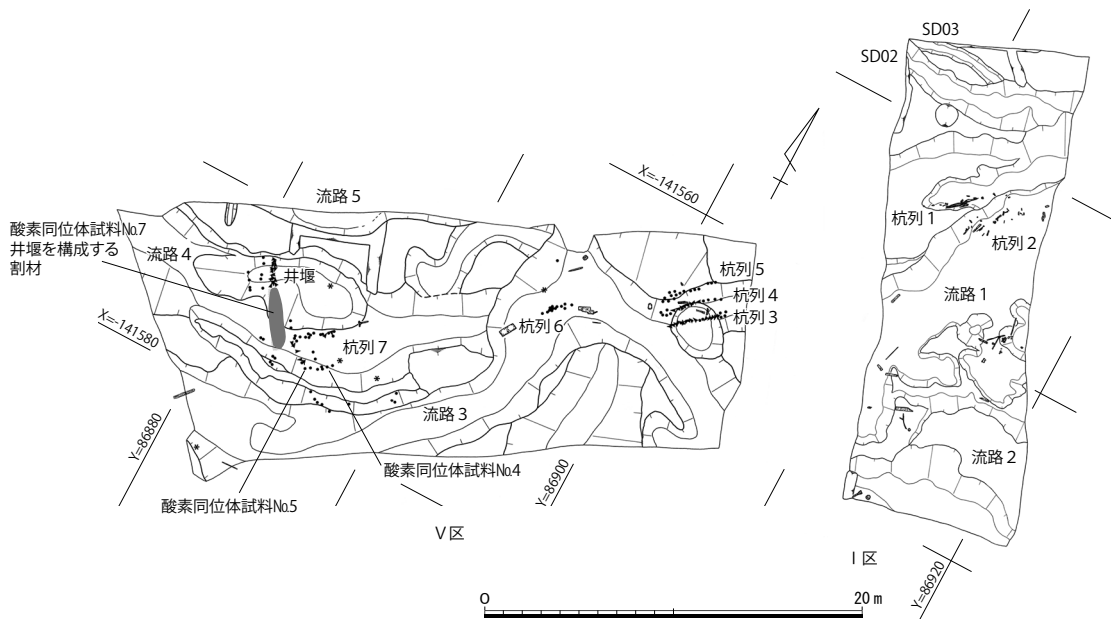 SD03
SD02
X=-141560
流路５
酸素同位体試料№7
井堰を構成する
割材
流路４
井堰
杭列１
杭列２
杭列５
杭列４
杭列３
流路１
X=-141580
杭列６
杭列７
流路３
Y=86880
酸素同位体試料№4
流路２
Y=86900
酸素同位体試料№5
Ⅴ区
Ⅰ区
Y=86920
0
20 m